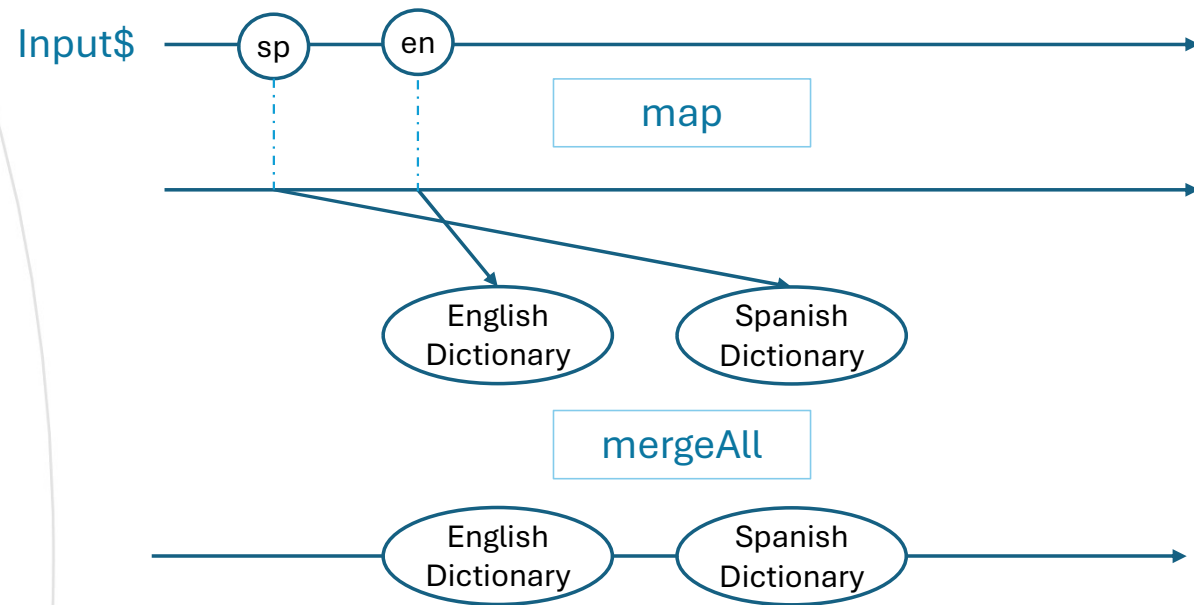 Input$
sp
en
map
English
Dictionary
Spanish
Dictionary
mergeAll
English
Dictionary
Spanish
Dictionary